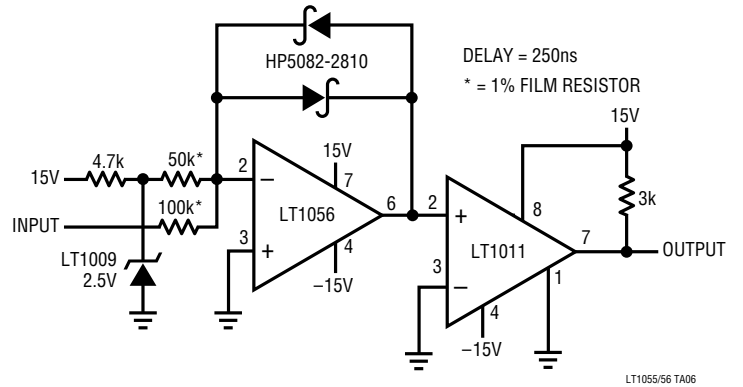 HP5082-2810
DELAY = 250ns
* = 1% FILM RESISTOR
15V
15V
4.7k
50k*
2
–
15V
7
LT1056
6
2
+
8
3k
INPUT
100k*
3
+
4
–15V
LT1011
7
OUTPUT
LT1009
2.5V
3
–
1
4
–15V
LT1055/56 TA06